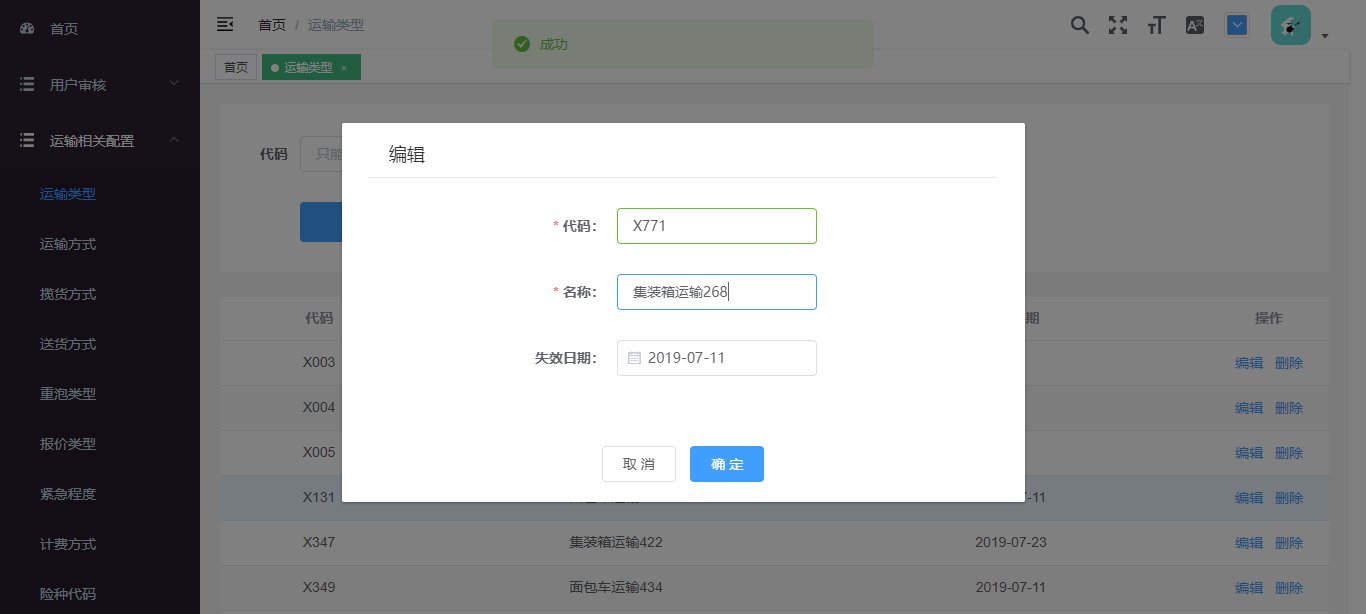 首页
用户审核
运输相关配置
运输类型
运输方式
揽货方式
送货方式
重泡类型
报价类型
紧急程度
计费方式
险种代码
首页 / 运输类型
成功
首页
运输类型 ×
代码 只能
编辑
* 代码： X771
* 名称： 集装箱运输268
失效日期： 2019-07-11
取 消 确 定
代码 期 操作
X003 编辑 删除
X004 编辑 删除
X005 编辑 删除
X131 -11 编辑 删除
X347 集装箱运输422 2019-07-23 编辑 删除
X349 面包车运输434 2019-07-11 编辑 删除